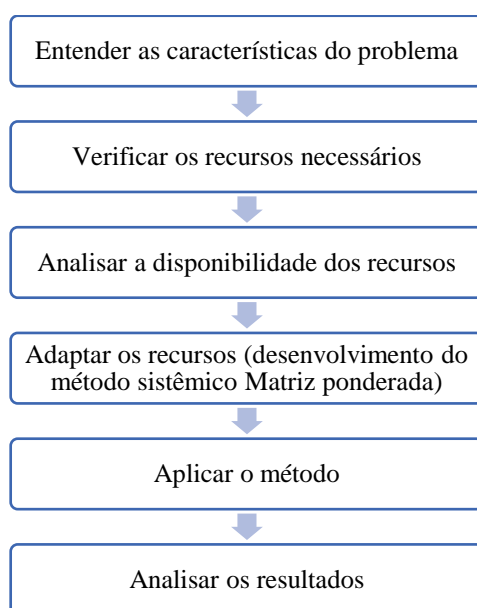 Entender as características do problema
Verificar os recursos necessários
Analisar a disponibilidade dos recursos
Adaptar os recursos (desenvolvimento do
método sistêmico Matriz ponderada)
Aplicar o método
Analisar os resultados